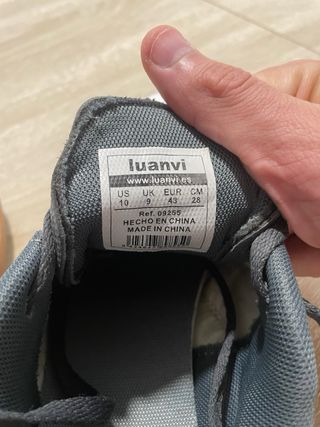 luanvi
www.luanvi.es
US UK EUR CM
10 9 43 28
Ref. 09255
HECHO EN CHINA
MADE IN CHINA